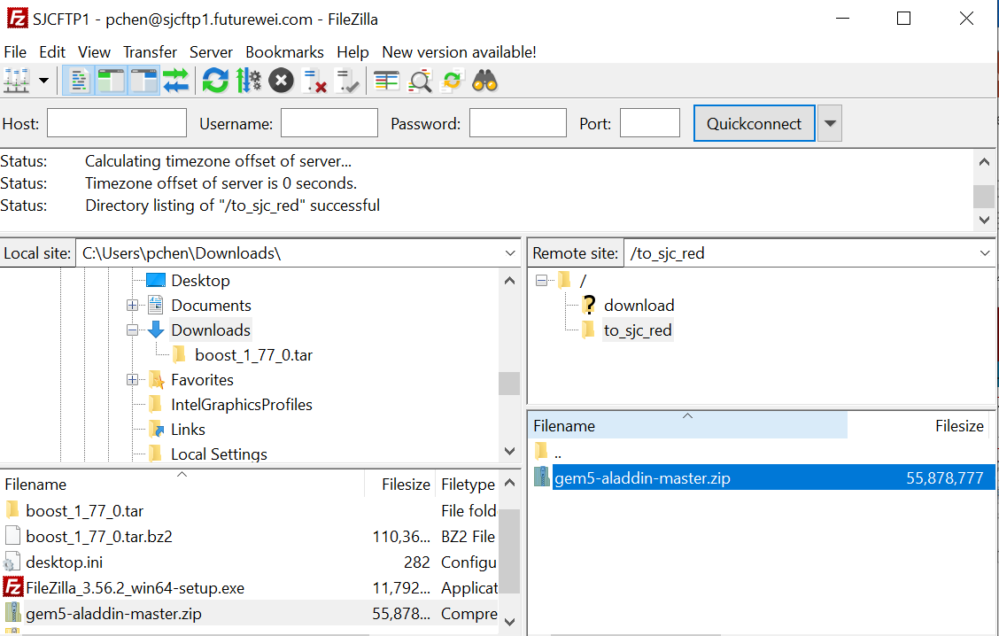 SJCFTP1 - pchen@sjcftp1.futurewei.com - FileZilla
File Edit View Transfer Server Bookmarks Help New version available!
Host: Username: Password: Port: Quickconnect
Status: Calculating timezone offset of server...
Status: Timezone offset of server is 0 seconds.
Status: Directory listing of "/to_sjc_red" successful
Local site: C:\Users\pchen\Downloads\
Desktop
Documents
Downloads
boost_1_77_0.tar
Favorites
IntelGraphicsProfiles
Links
Local Settings
Filename Filesize Filetype
boost_1_77_0.tar File fold
boost_1_77_0.tar.bz2 110,36... BZ2 File
desktop.ini 282 Configu
FileZilla_3.56.2_win64-setup.exe 11,792... Applicat
gem5-aladdin-master.zip 55,878... Compre
Remote site: /to_sjc_red
/
download
to_sjc_red
Filename Filesize
..
gem5-aladdin-master.zip 55,878,777